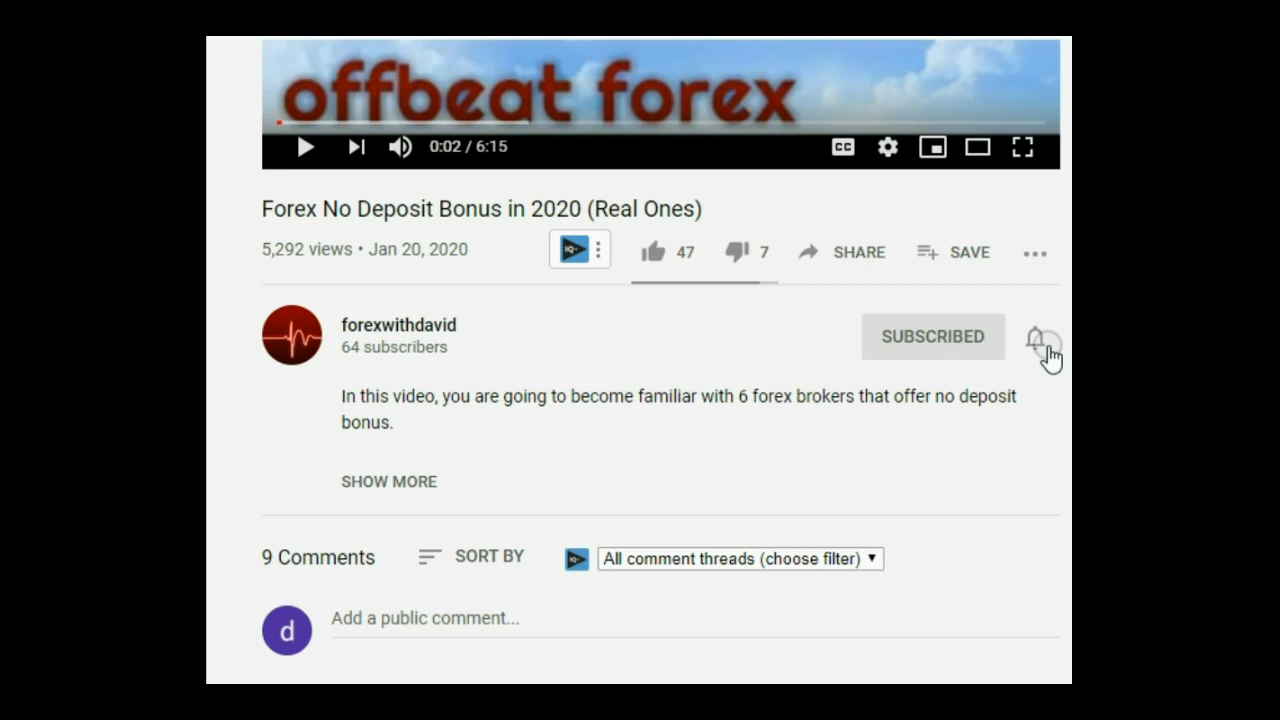 offbeat forex
0:02 / 6:15
CC
Forex No Deposit Bonus in 2020 (Real Ones)
5,292 views • Jan 20, 2020
IQ
47
7
SHARE
SAVE
forexwithdavid
64 subscribers
SUBSCRIBED
In this video, you are going to become familiar with 6 forex brokers that offer no deposit
bonus.
SHOW MORE
9 Comments
SORT BY
All comment threads (choose filter)
d
Add a public comment...